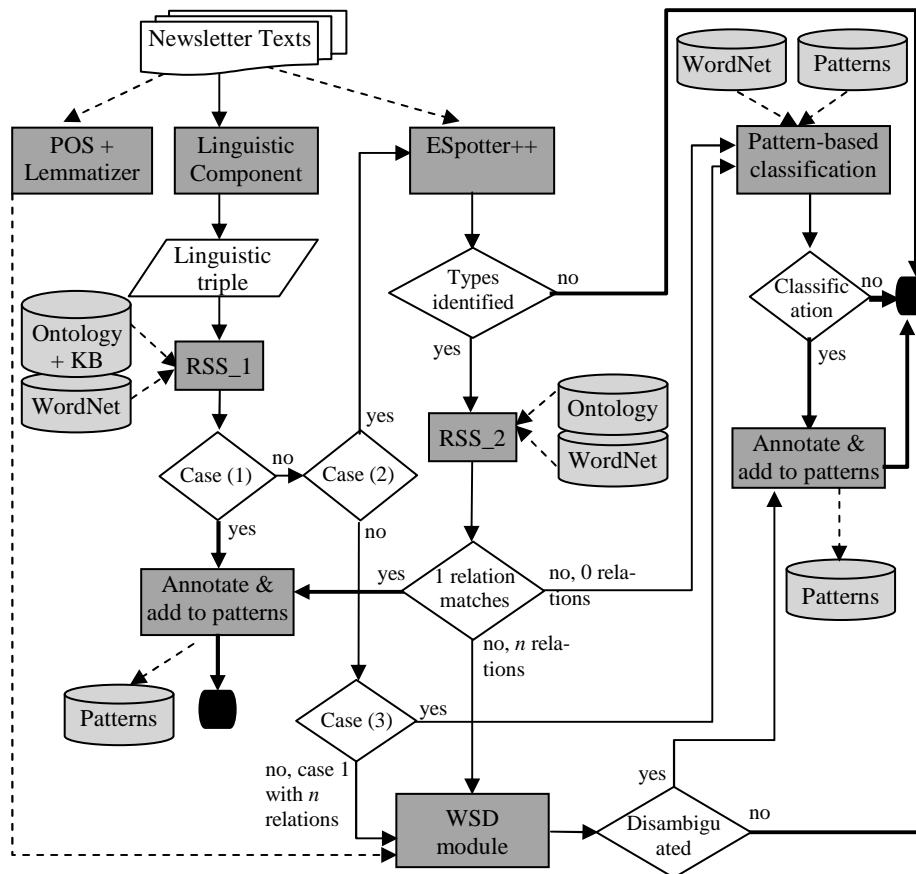 Newsletter Texts
WordNet
Patterns
POS +
Lemmatizer
Linguistic
Component
ESpotter++
Pattern-based
classification
Linguistic
triple
Types
identified
no
Classific
ation
no
yes
yes
Ontology
+ KB
WordNet
RSS_1
RSS_2
Ontology
WordNet
Annotate &
add to patterns
yes
Case (1)
no
Case (2)
yes
no
Annotate &
add to patterns
yes
1 relation
matches
no, 0 rela-
tions
Patterns
no, n rela-
tions
Patterns
Case (3)
yes
no, case 1
with n
relations
WSD
module
yes
Disambigu
ated
no